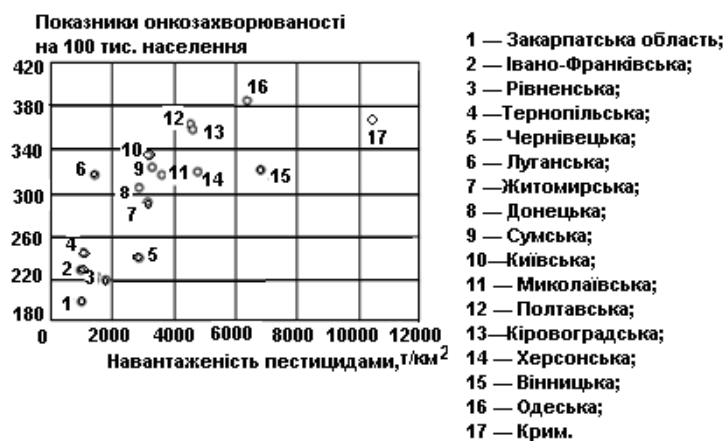 Показники онкозахворюваності
на 100 тис. населення
420
380
340
300
260
220
180
0 2000 4000 6000 8000 10000 12000
Навантаженість пестицидами,т/км2
16
12
13
17
10
9
11
14
15
6
8
7
4
5
2
3
1
1 — Закарпатська область;
2 — Івано-Франківська;
3 — Рівненська;
4 —Тернопільська;
5 — Чернівецька;
6 — Луганська;
7 —Житомирська;
8 — Донецька;
9 — Сумська;
10—Київська;
11 — Миколаївська;
12 — Полтавська;
13—Кіровоградська;
14 — Херсонська;
15 — Вінницька;
16 — Одеська;
17 — Крим.